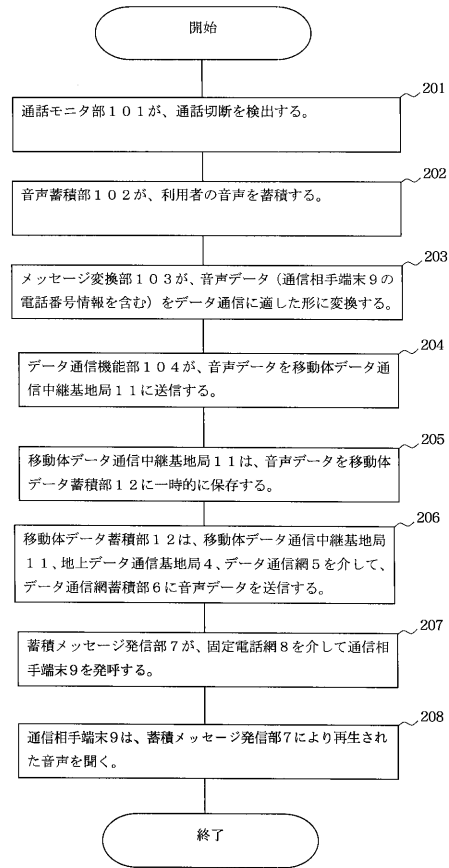 開始
201
通話モニタ部１０１が、通話切断を検出する。
202
音声蓄積部１０２が、利用者の音声を蓄積する。
203
メッセージ変換部１０３が、音声データ（通信相手端末９の
電話番号情報を含む）をデータ通信に適した形に変換する。
204
データ通信機能部１０４が、音声データを移動体データ通
信中継基地局１１に送信する。
205
移動体データ通信中継基地局１１は、音声データを移動体
データ蓄積部１２に一時的に保存する。
206
移動体データ蓄積部１２は、移動体データ通信中継基地局
１１、地上データ通信基地局４、データ通信網５を介して、
データ通信網蓄積部６に音声データを送信する。
207
蓄積メッセージ発信部７が、固定電話網８を介して通信相
手端末９を発呼する。
208
通信相手端末９は、蓄積メッセージ発信部７により再生され
た音声を聞く。
終了